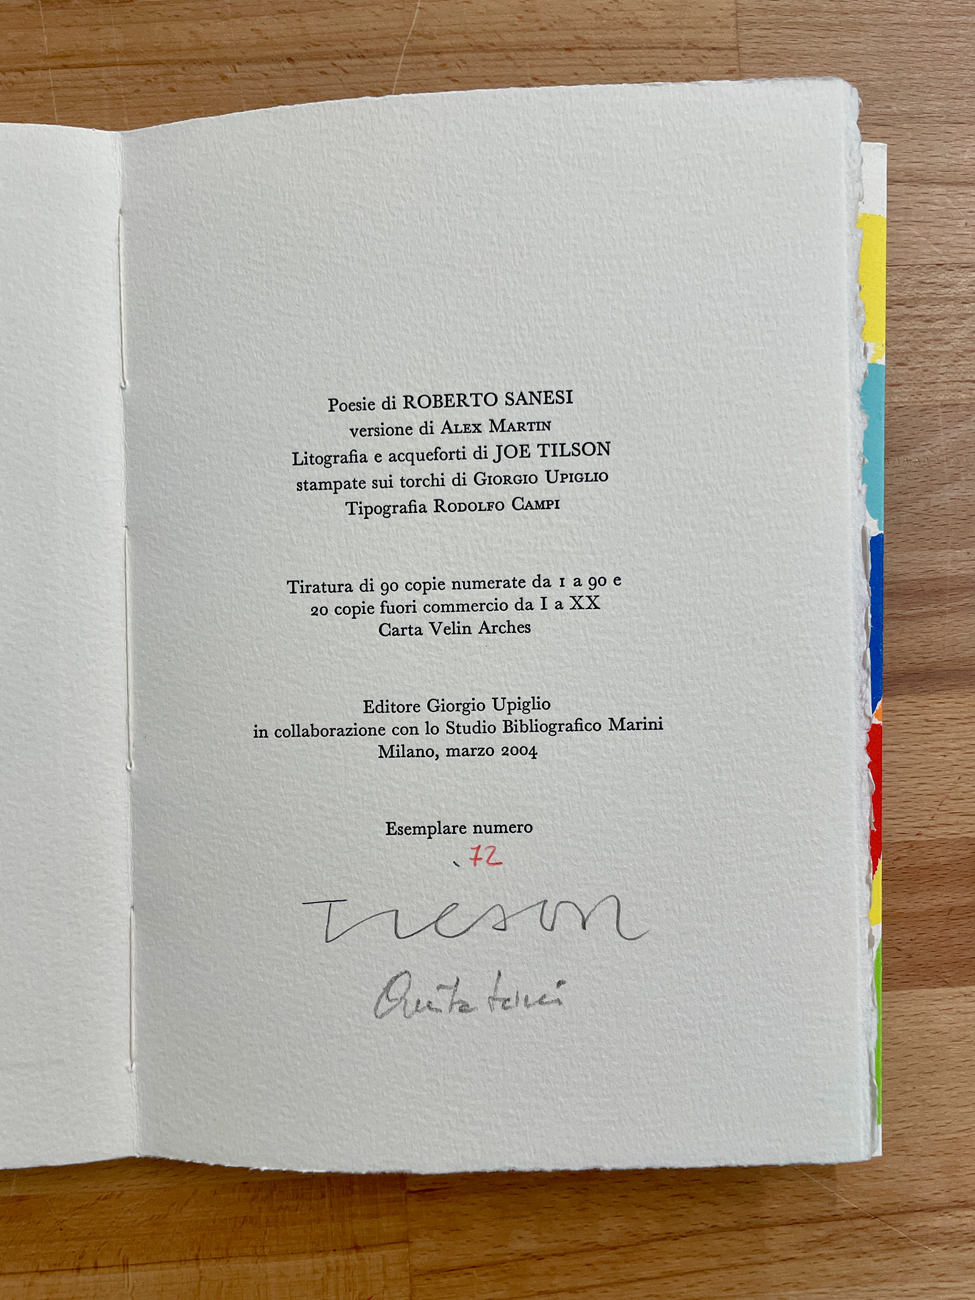 Poesie di ROBERTO SANESI
versione di ALEX MARTIN
Litografia e acqueforti di JOE TILSON
stampate sui torchi di GIORGIO UPIGLIO
Tipografia RODOLFO CAMPI
Tiratura di 90 copie numerate da 1 a 90 e
20 copie fuori commercio da I a XX
Carta Velin Arches
Editore Giorgio Upiglio
in collaborazione con lo Studio Bibliografico Marini
Milano, marzo 2004
Esemplare numero
72
Tilson